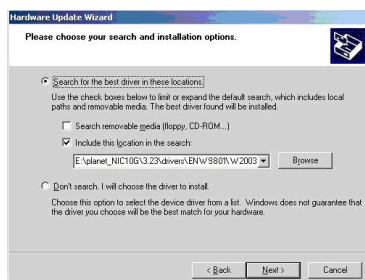 Hardware Update Wizard
Please choose your search and installation options.
Search for the best driver in these locations.
Use the check boxes below to limit or expand the default search, which includes local
paths and removable media. The best driver found will be installed.
Search removable media (floppy, CD-ROM...)
Include this location in the search:
E:\planet_NIC10G\3.23\drivers\ENW9801\W2003
Browse
Don't search. I will choose the driver to install.
Choose this option to select the device driver from a list. Windows does not guarantee that
the driver you choose will be the best match for your hardware.
< Back Next > Cancel